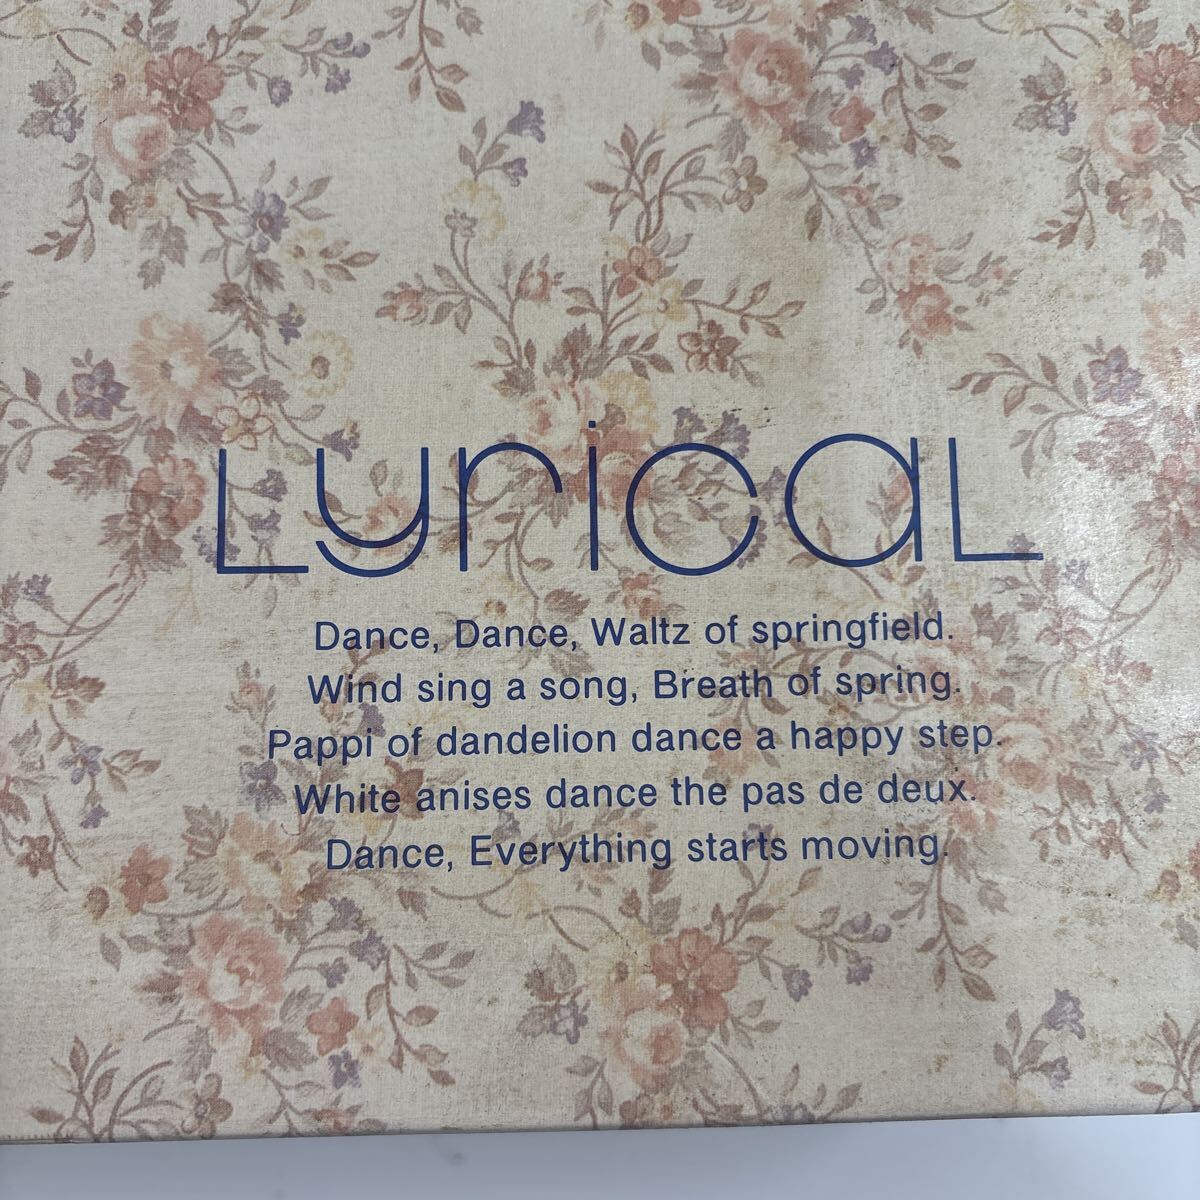 Lyrical
Dance, Dance, Waltz of springfield.
Wind sing a song, Breath of spring.
Pappi of dandelion dance a happy step.
White anises dance the pas de deux.
Dance, Everything starts moving.